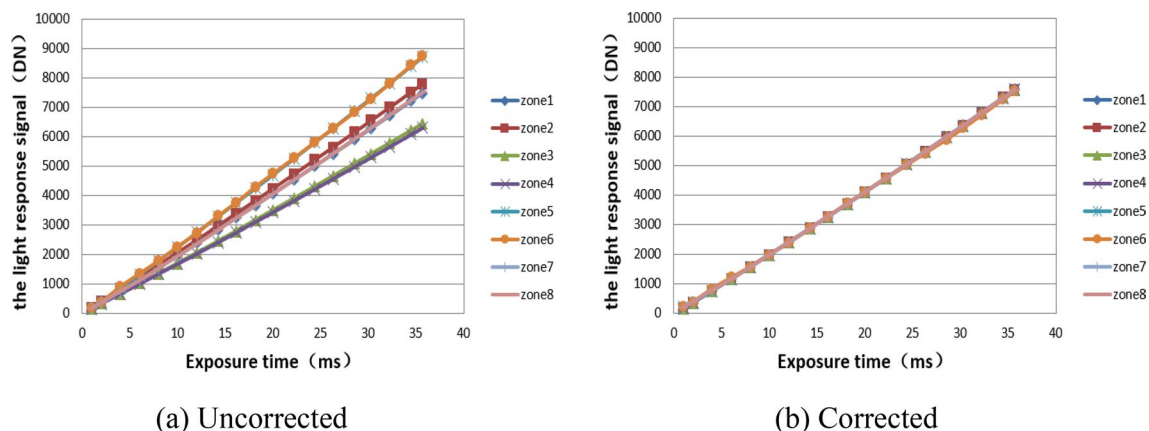 the light response signal（DN）
10000
9000
8000
7000
6000
5000
4000
3000
2000
1000
0
0 5 10 15 20 25 30 35 40
Exposure time（ms）
zone1
zone2
zone3
zone4
zone5
zone6
zone7
zone8
(a) Uncorrected
the light response signal（DN）
10000
9000
8000
7000
6000
5000
4000
3000
2000
1000
0
0 5 10 15 20 25 30 35 40
Exposure time（ms）
zone1
zone2
zone3
zone4
zone5
zone6
zone7
zone8
(b) Corrected